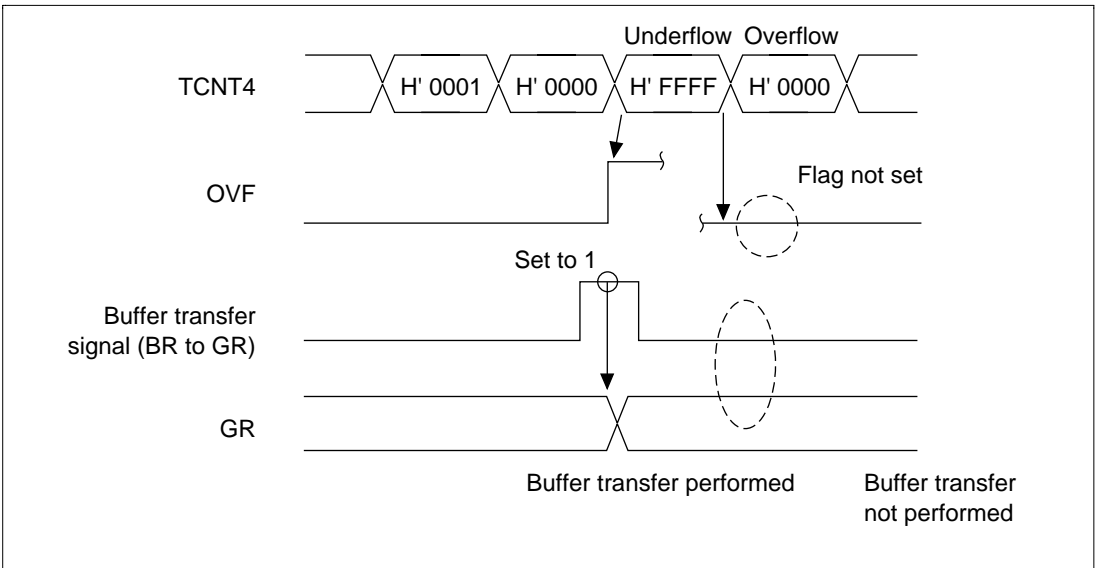 Underflow Overflow
TCNT4 H' 0001 H' 0000 H' FFFF H' 0000
OVF
Flag not set
Set to 1
Buffer transfer
signal (BR to GR)
GR
Buffer transfer performed
Buffer transfer
not performed